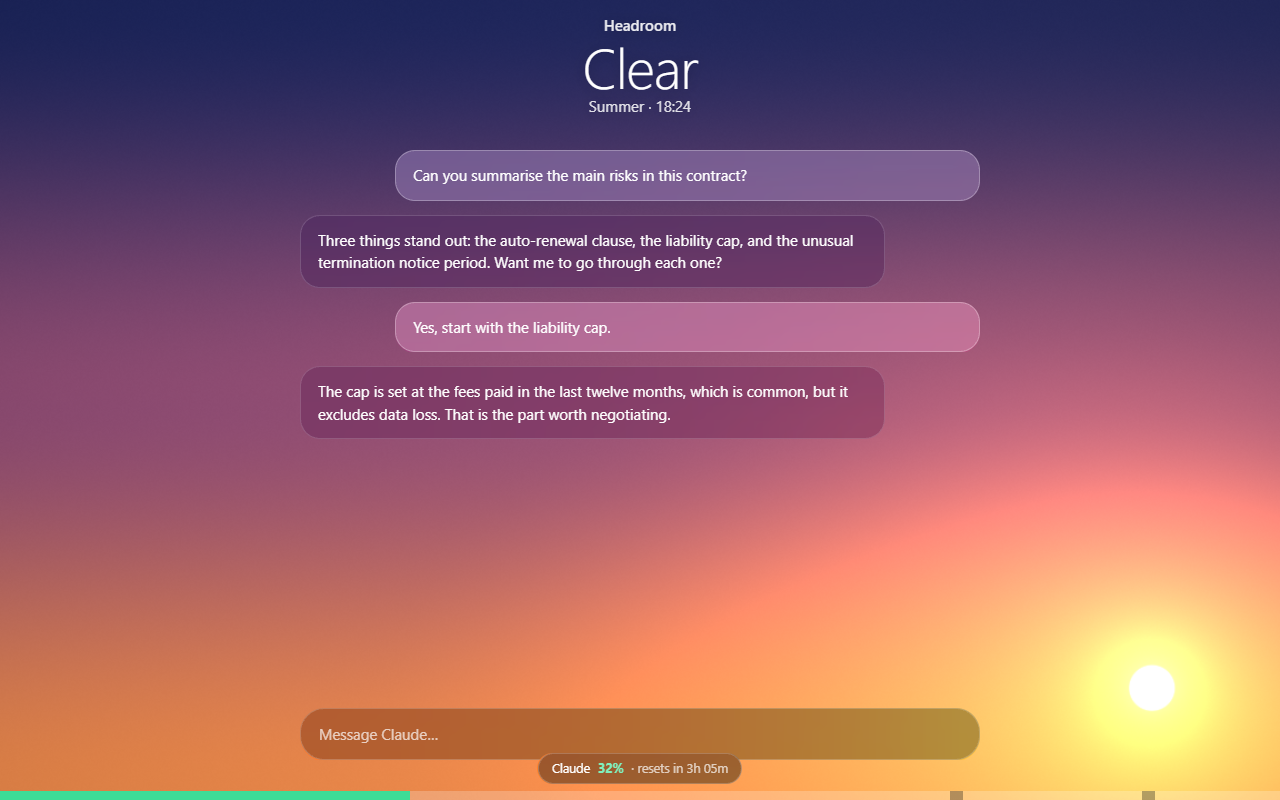 Headroom
Clear
Summer · 18:24
Can you summarise the main risks in this contract?
Three things stand out: the auto-renewal clause, the liability cap, and the unusual
termination notice period. Want me to go through each one?
Yes, start with the liability cap.
The cap is set at the fees paid in the last twelve months, which is common, but it
excludes data loss. That is the part worth negotiating.
Message Claude...
Claude 32% · resets in 3h 05m